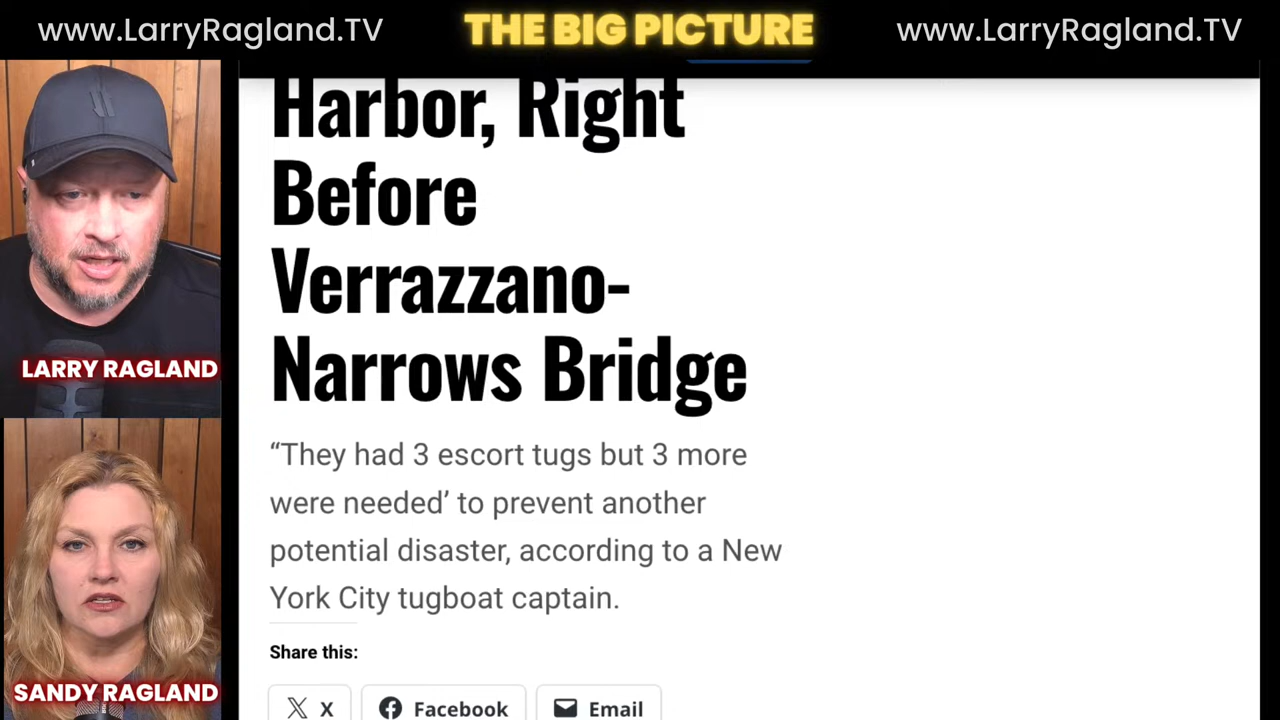 www.LarryRagland.TV
THE BIG PICTURE
www.LarryRagland.TV
Harbor, Right
Before
Verrazzano-
Narrows Bridge
“They had 3 escort tugs but 3 more
were needed’ to prevent another
potential disaster, according to a New
York City tugboat captain.
Share this:
X
Facebook
Email
LARRY RAGLAND
SANDY RAGLAND